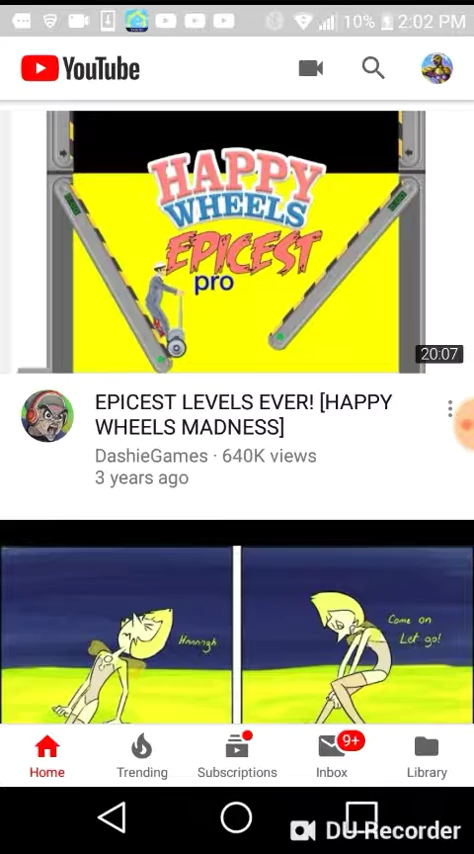 10% 2:02 PM
YouTube
HAPPY
WHEELS
EPICEST
pro
20:07
EPICEST LEVELS EVER! [HAPPY
WHEELS MADNESS]
DashieGames · 640K views
3 years ago
Hnnnngh
Come on
Let go!
9+
Home Trending Subscriptions Inbox Library
DU Recorder